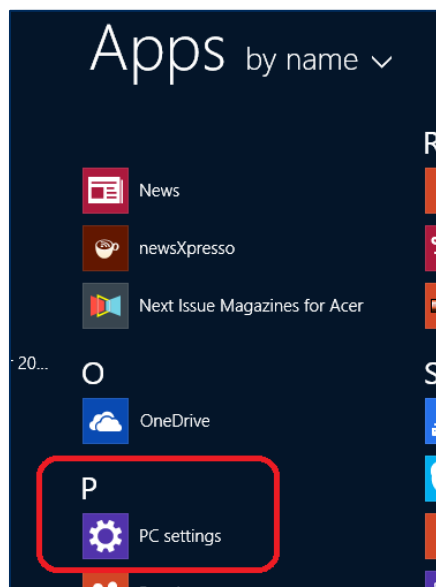 Apps by name
News
newsXpresso
Next Issue Magazines for Acer
20...
O
OneDrive
P
PC settings
R
S